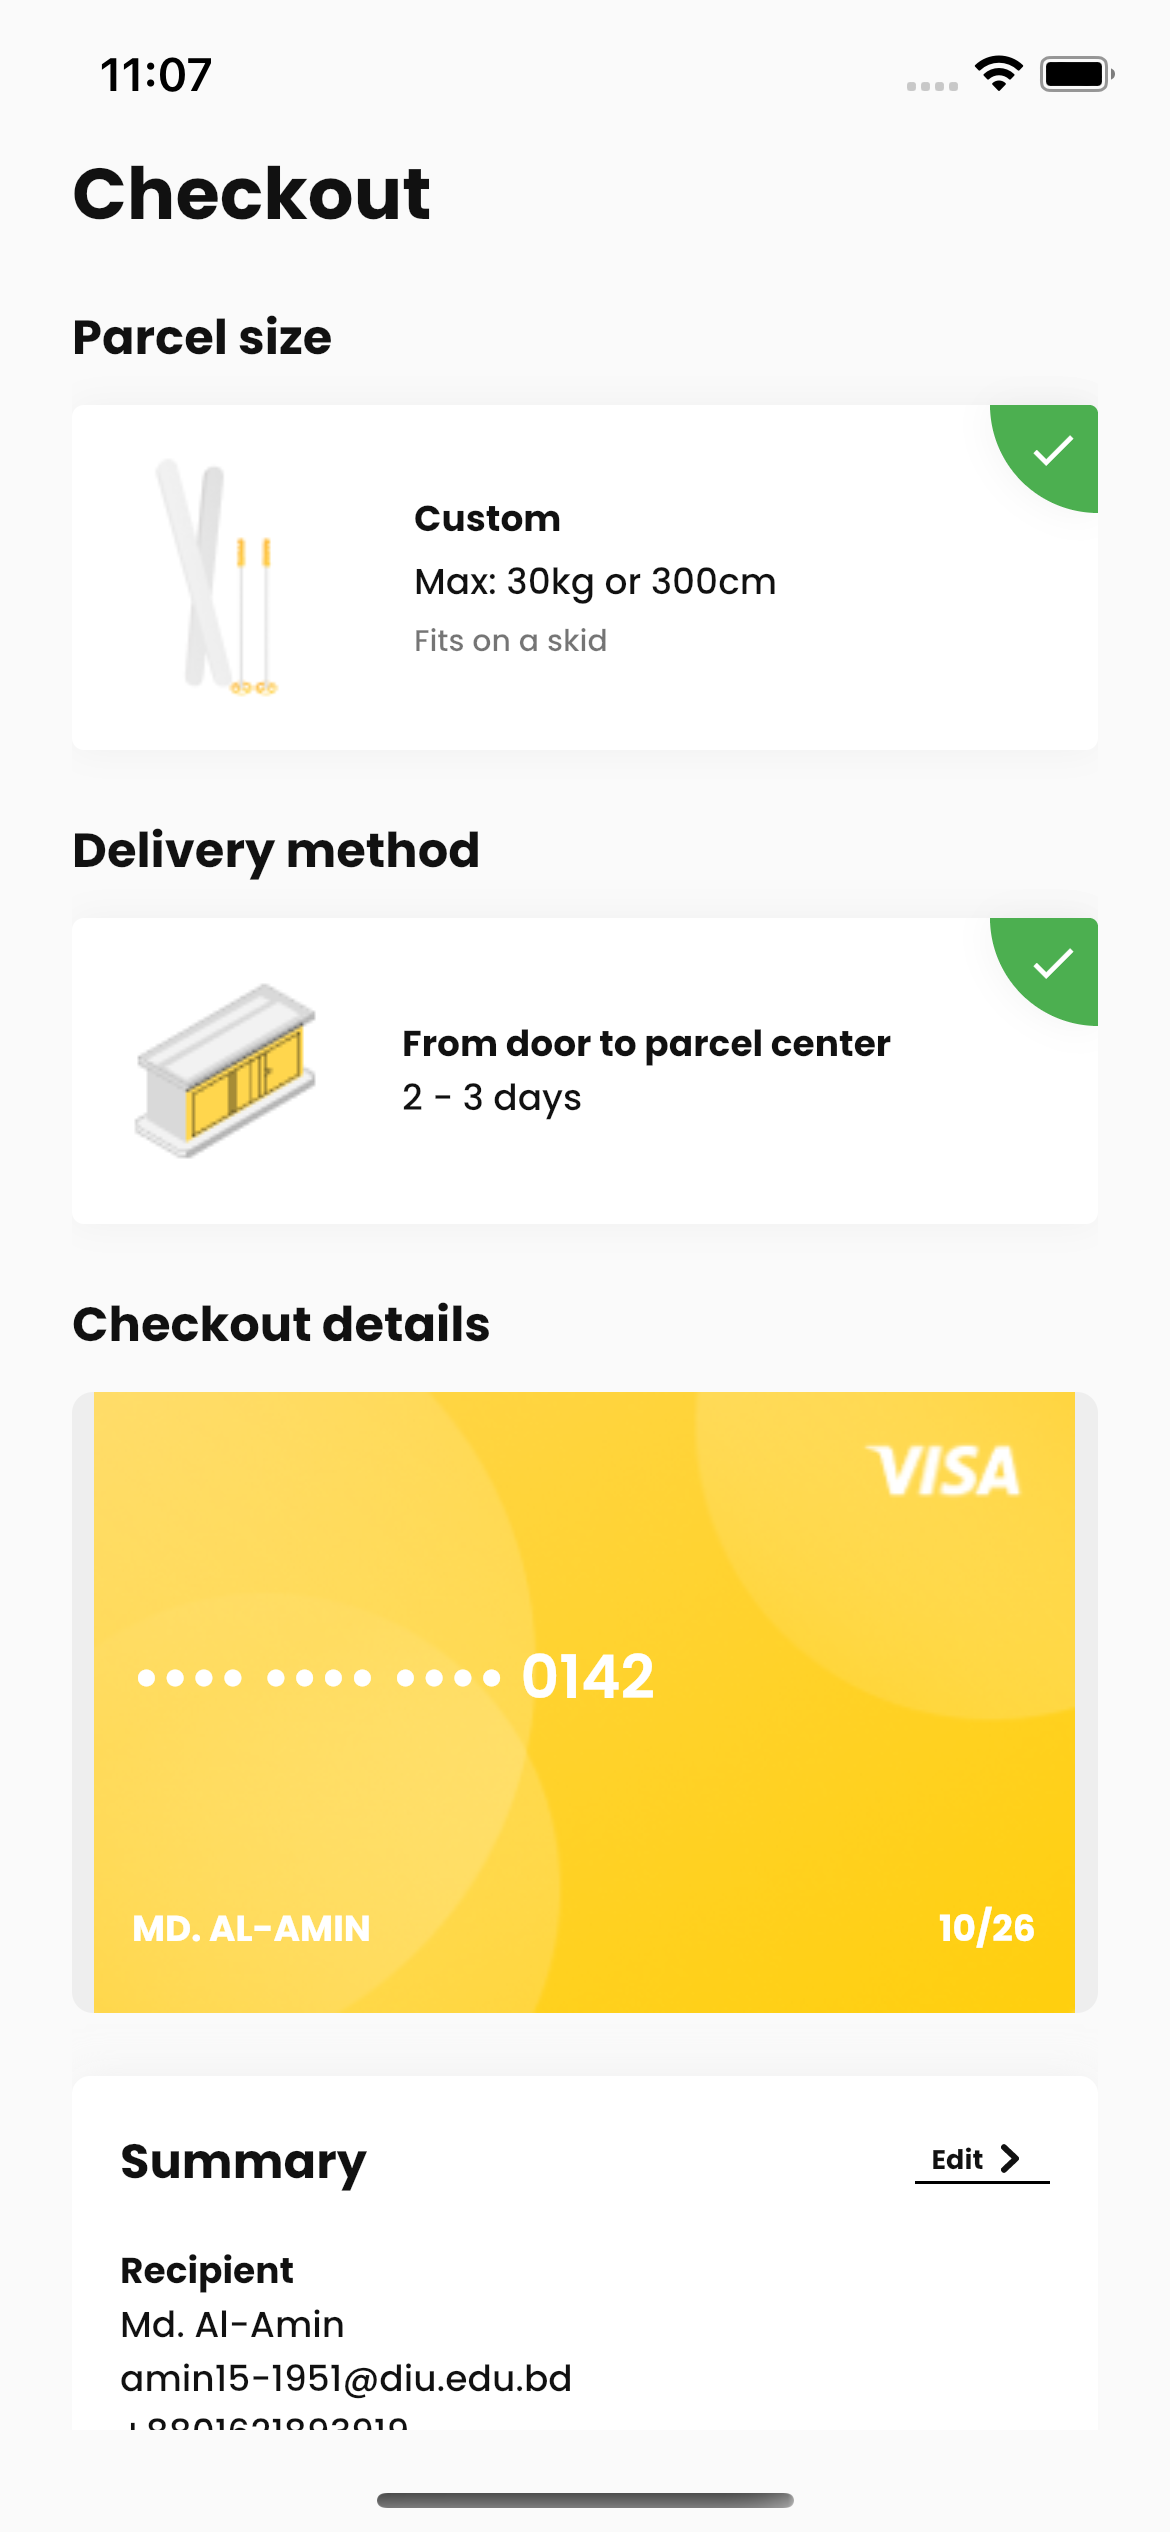 11:07
Checkout
Parcel size
Custom
Max: 30kg or 300cm
Fits on a skid
Delivery method
From door to parcel center
2 - 3 days
Checkout details
VISA
•••• •••• •••• 0142
MD. AL-AMIN
10/26
Summary
Edit
Recipient
Md. Al-Amin
amin15-1951@diu.edu.bd